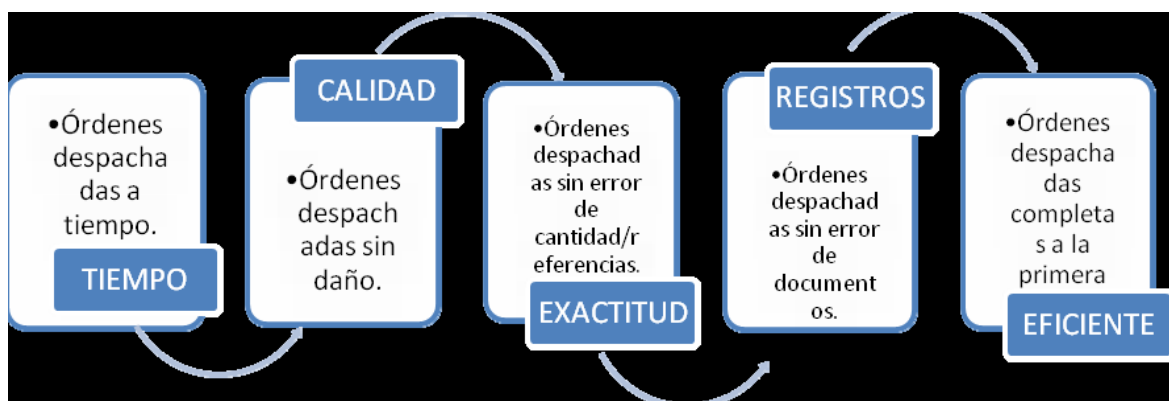 •Órdenes
despacha
das a
tiempo.
TIEMPO
CALIDAD
•Órdenes
despach
adas sin
daño.
•Órdenes
despachad
as sin error
de
cantidad/r
eferencias.
EXACTITUD
REGISTROS
•Órdenes
despachad
as sin error
de
document
os.
•Órdenes
despacha
das
completa
s a la
primera
EFICIENTE